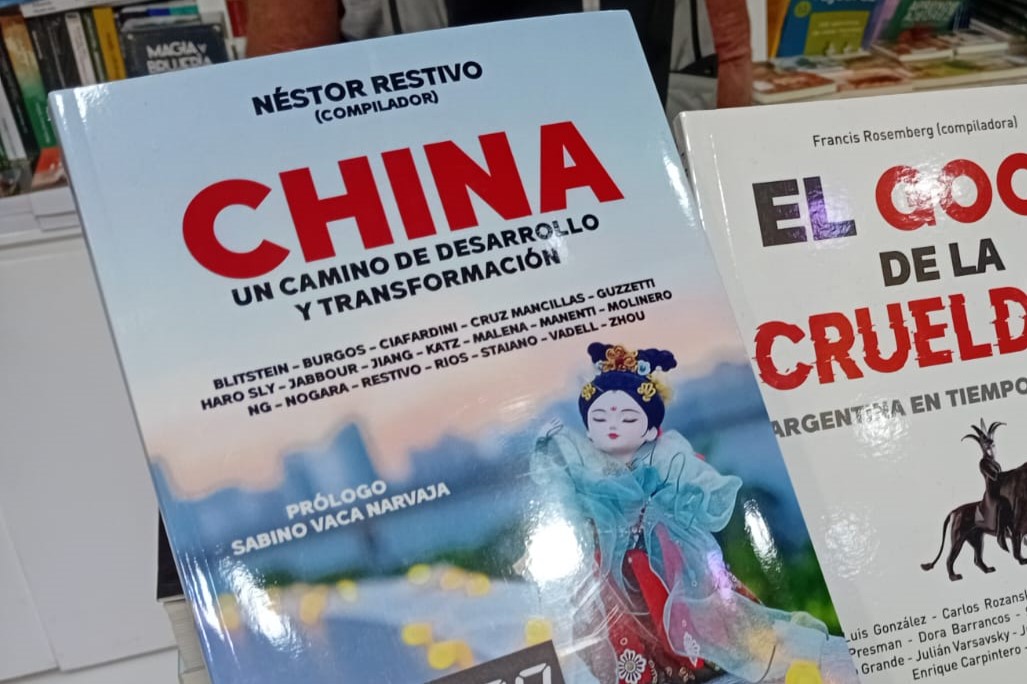 MAGIA Y
BRUJERIA
NÉSTOR RESTIVO
(COMPILADOR)
CHINA
UN CAMINO DE DESARROLLO
Y TRANSFORMACIÓN
BLITSTEIN – BURGOS – CIAFARDINI – CRUZ MANCILLAS – GUZZETTI
HARO SLY – JABBOUR – JIANG – KATZ – MALENA – MANENTI – MOLINERO
NG – NOGARA – RESTIVO – RIOS – STAIANO – VADELL – ZHOU
PRÓLOGO
SABINO VACA NARVAJA
Francis Rosemberg (compiladora)
EL GOC
DE LA
CRUELD
ARGENTINA EN TIEMPO
Luis González - Carlos Rozans
Presman - Dora Barrancos -
Grande - Julián Varsavsky - J
Enrique Carpintero -